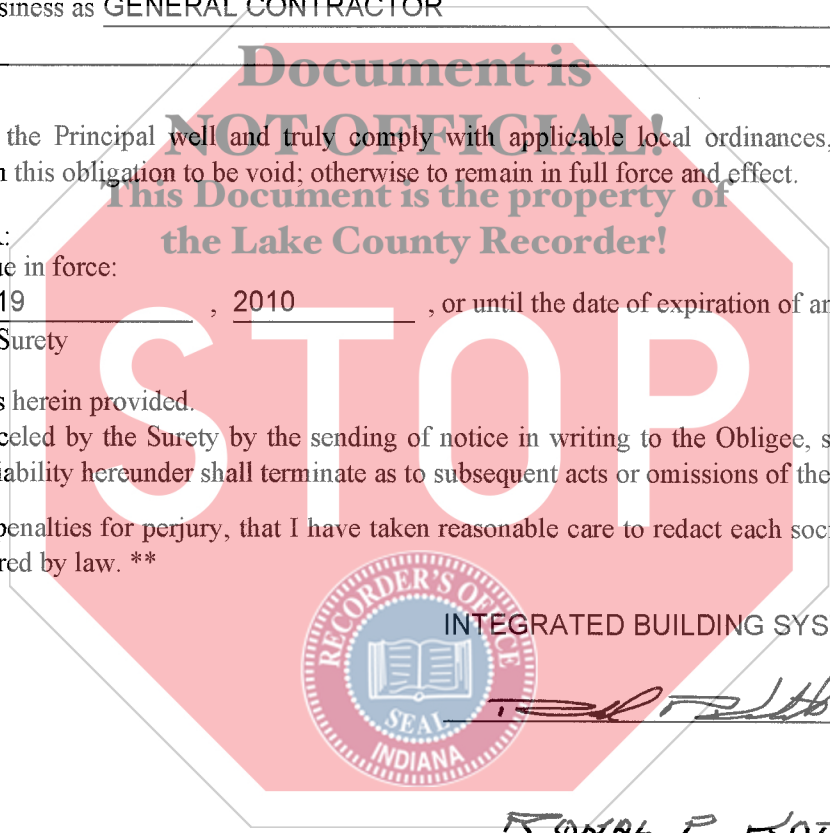 siness as GENERAL CONTRACTOR
Document is
NOT OFFICIAL!
the Principal well and truly comply with applicable local ordinances,
this obligation to be void; otherwise to remain in full force and effect.
This Document is the property of
the Lake County Recorder!
ue in force:
19 , 2010 , or until the date of expiration of an
Surety
STOP
s herein provided.
celed by the Surety by the sending of notice in writing to the Obligee, s
iability hereunder shall terminate as to subsequent acts or omissions of the
penalties for perjury, that I have taken reasonable care to redact each soci
red by law. **
RECORDER'S OFFICE
SEAL
INDIANA
INTEGRATED BUILDING SYS